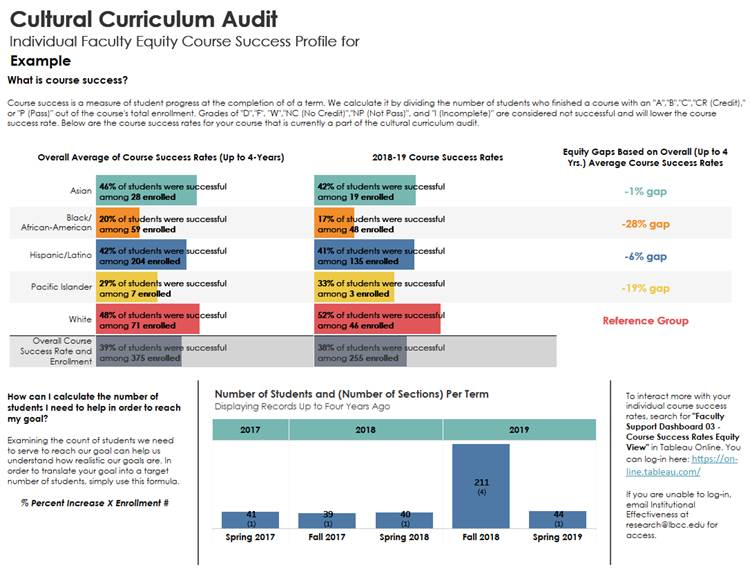 Cultural Curriculum Audit
Individual Faculty Equity Course Success Profile for
Example
What is course success?
Course success is a measure of student progress at the completion of of a term. We calculate it by dividing the number of students who finished a course with an "A","B","C","CR (Credit),"
or "P (Pass)" out of the course's total enrollment. Grades of "D","F", "W","NC (No Credit)","NP (Not Pass), and "I (Incomplete)" are considered not successful and will lower the course
success rate. Below are the course success rates for your course that is currently a part of the cultural curriculum audit.
Overall Average of Course Success Rates (Up to 4-Years)
2018-19 Course Success Rates
Equity Gaps Based on Overall (Up to 4
Yrs.) Average Course Success Rates
Asian
46% of students were successful
among 28 enrolled
42% of students were successful
among 19 enrolled
-1% gap
Black/
African-American
20% of students were successful
among 59 enrolled
17% of students were successful
among 48 enrolled
-28% gap
Hispanic/Latino
42% of students were successful
among 204 enrolled
41% of students were successful
among 135 enrolled
-6% gap
Pacific Islander
29% of students were successful
among 7 enrolled
33% of students were successful
among 3 enrolled
-19% gap
White
48% of students were successful
among 71 enrolled
52% of students were successful
among 46 enrolled
Reference Group
Overall Course
Success Rate and
Enrollment
39% of students were successful
among 375 enrolled
38% of students were successful
among 255 enrolled
How can I calculate the number of
students I need to help in order to reach
my goal?
Examining the count of students we need
to serve to reach our goal can help us
understand how realistic our goals are. In
order to translate your goal into a target
number of students, simply use this formula.
% Percent Increase X Enrollment #
Number of Students and (Number of Sections) Per Term
Displaying Records Up to Four Years Ago
2017
2018
2019
41
(1)
39
(1)
40
(1)
211
(4)
44
(1)
Spring 2017
Fall 2017
Spring 2018
Fall 2018
Spring 2019
To interact more with your
individual course success
rates, search for "Faculty
Support Dashboard 03 -
Course Success Rates Equity
View" in Tableau Online. You
can log-in here: https://on-
line.tableau.com/
If you are unable to log-in,
email Institutional
Effectiveness at
research@lbcc.edu for
access.